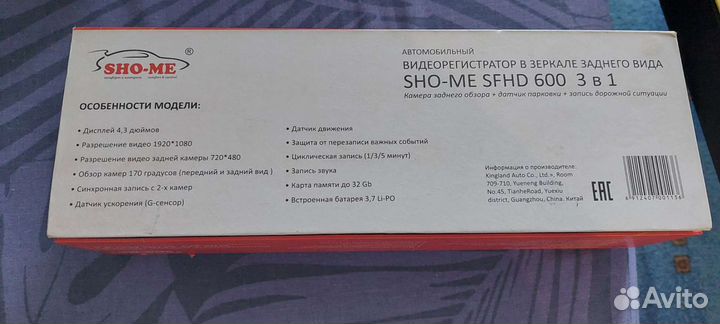 SHO-ME
®
АВТОМОБИЛЬНЫЙ
ВИДЕОРЕГИСТРАТОР В ЗЕРКАЛЕ ЗАДНЕГО ВИДА
SHO-ME SFHD 600 3 в 1
Камера заднего обзора + датчик парковки + запись дорожной ситуации
ОСОБЕННОСТИ МОДЕЛИ:
• Дисплей 4,3 дюймов
• Разрешение видео 1920*1080
• Разрешение видео задней камеры 720*480
• Обзор камер 170 градусов (передний и задний вид )
• Синхронная запись с 2-х камер
• Датчик ускорения (G-сенсор)
• Датчик движения
• Защита от перезаписи важных событий
• Циклическая запись (1/3/5 минут)
• Запись звука
• Карта памяти до 32 Gb
• Встроенная батарея 3,7 Li-PO
Информация о производителе:
Kingland Auto Co., Ltd., Room
709-710, Yueneng Building,
No.45, TianheRoad, Yuexiu
district, Guangzhou, China. Китай
EAC
6 912407 001136
Avito